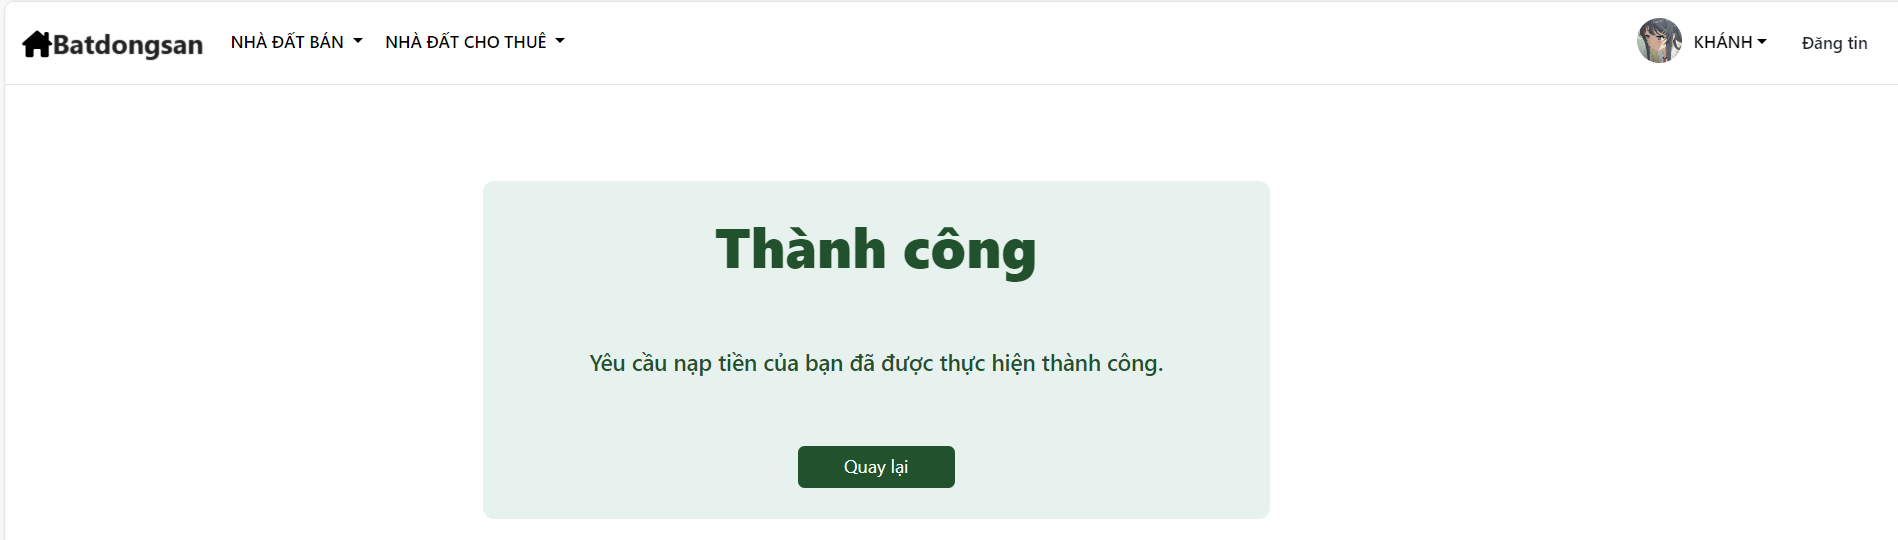 Batdongsan
NHÀ ĐẤT BÁN
NHÀ ĐẤT CHO THUÊ
KHÁNH
Đăng tin
Thành công
Yêu cầu nạp tiền của bạn đã được thực hiện thành công.
Quay lại